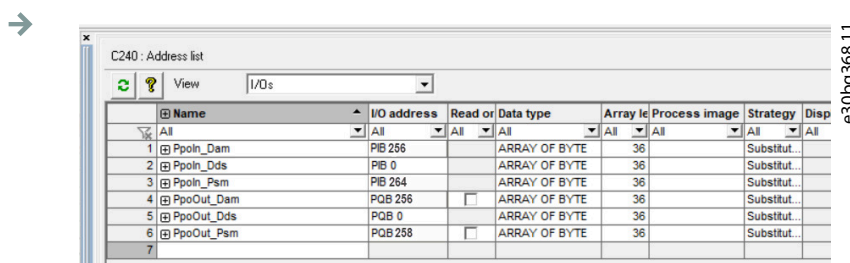 C240 : Address list
View I/Os
Name I/O address Read or Data type Array le Process image Strategy Disp
All All All All All All All All
1 PpoIn_Dam PIB 256 ARRAY OF BYTE 36 Substitut...
2 PpoIn_Dds PIB 0 ARRAY OF BYTE 36 Substitut...
3 PpoIn_Psm PIB 264 ARRAY OF BYTE 36 Substitut...
4 PpoOut_Dam PQB 256 ARRAY OF BYTE 36 Substitut...
5 PpoOut_Dds PQB 0 ARRAY OF BYTE 36 Substitut...
6 PpoOut_Psm PQB 258 ARRAY OF BYTE 36 Substitut...
7
e30bg36811